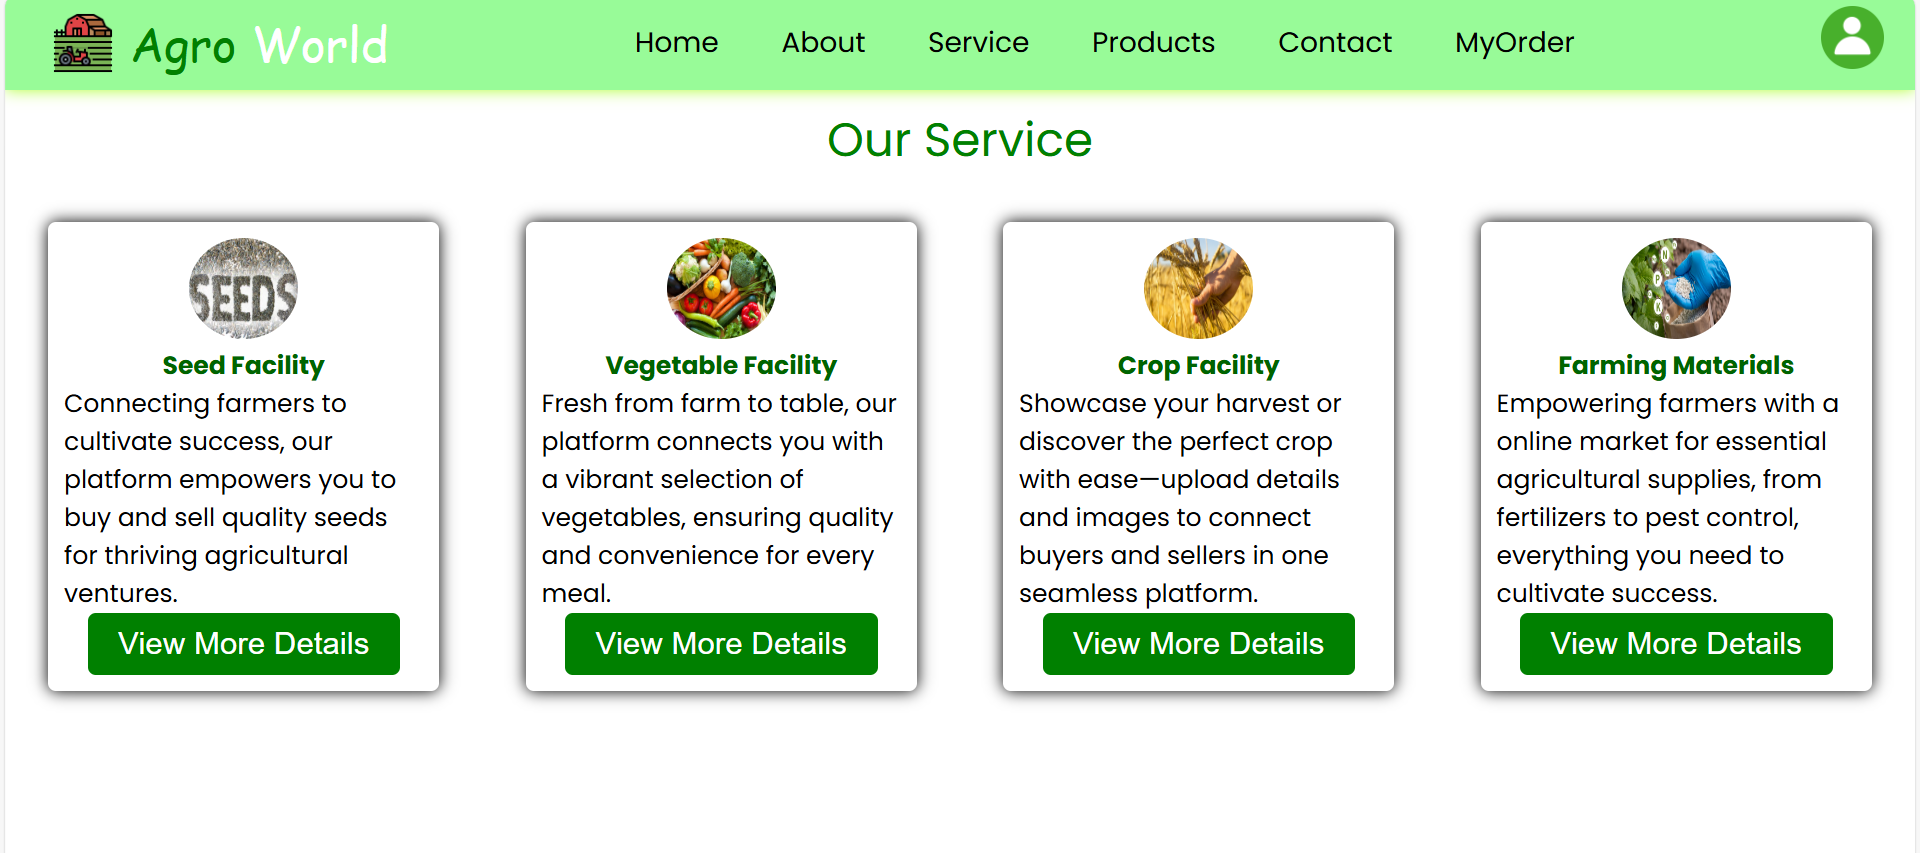 Agro World
Home About Service Products Contact MyOrder
Our Service
SEEDS
Seed Facility
Connecting farmers to
cultivate success, our
platform empowers you to
buy and sell quality seeds
for thriving agricultural
ventures.
View More Details
Vegetable Facility
Fresh from farm to table, our
platform connects you with
a vibrant selection of
vegetables, ensuring quality
and convenience for every
meal.
View More Details
Crop Facility
Showcase your harvest or
discover the perfect crop
with ease—upload details
and images to connect
buyers and sellers in one
seamless platform.
View More Details
N
P
K
Farming Materials
Empowering farmers with a
online market for essential
agricultural supplies, from
fertilizers to pest control,
everything you need to
cultivate success.
View More Details